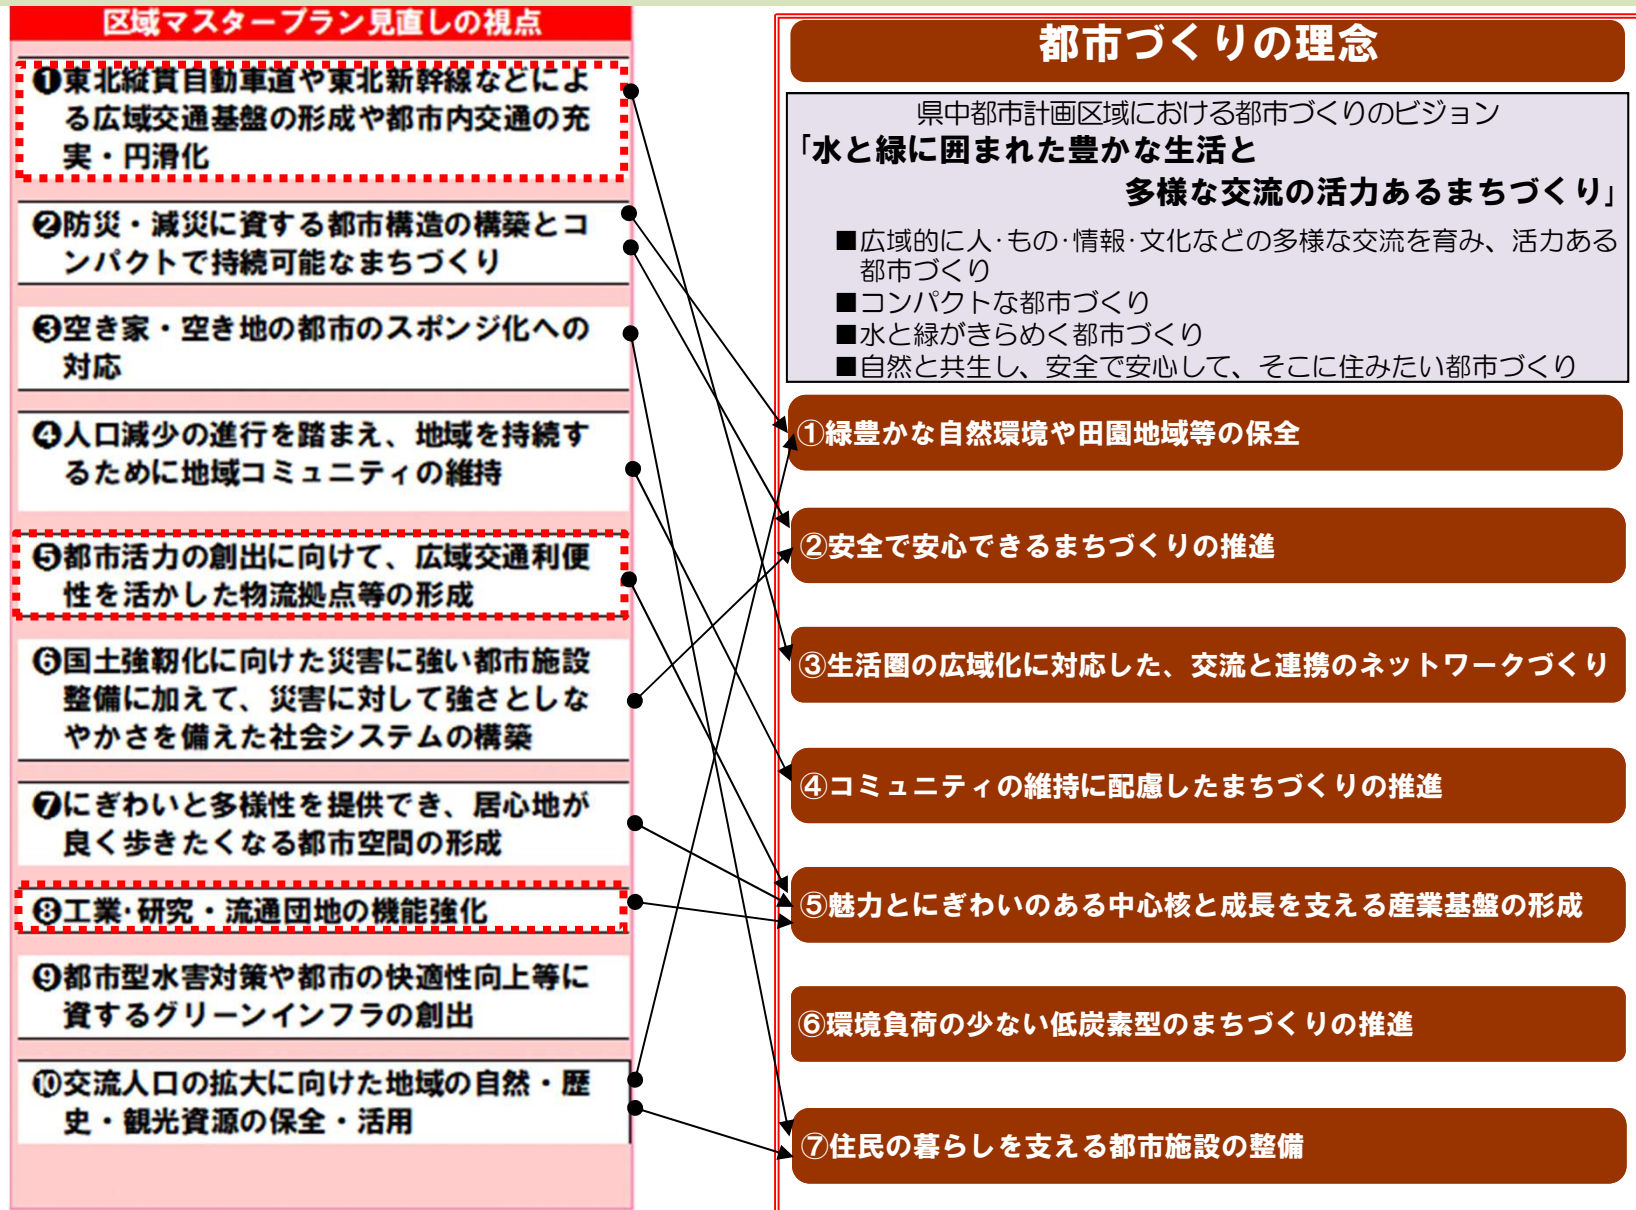 区域マスタープラン見直しの視点
❶東北縦貫自動車道や東北新幹線などによ
る広域交通基盤の形成や都市内交通の充
実・円滑化
❷防災・減災に資する都市構造の構築とコ
ンパクトで持続可能なまちづくり
❸空き家・空き地の都市のスポンジ化への
対応
❹人口減少の進行を踏まえ、地域を持続す
るために地域コミュニティの維持
❺都市活力の創出に向けて、広域交通利便
性を活かした物流拠点等の形成
❻国土強靭化に向けた災害に強い都市施設
整備に加えて、災害に対して強さとしな
やかさを備えた社会システムの構築
❼にぎわいと多様性を提供でき、居心地が
良く歩きたくなる都市空間の形成
❽工業・研究・流通団地の機能強化
❾都市型水害対策や都市の快適性向上等に
資するグリーンインフラの創出
❿交流人口の拡大に向けた地域の自然・歴
史・観光資源の保全・活用
都市づくりの理念
県中都市計画区域における都市づくりのビジョン
「水と緑に囲まれた豊かな生活と
多様な交流の活力あるまちづくり」
■広域的に人・もの・情報・文化などの多様な交流を育み、活力ある
都市づくり
■コンパクトな都市づくり
■水と緑がきらめく都市づくり
■自然と共生し、安全で安心して、そこに住みたい都市づくり
①緑豊かな自然環境や田園地域等の保全
②安全で安心できるまちづくりの推進
③生活圏の広域化に対応した、交流と連携のネットワークづくり
④コミュニティの維持に配慮したまちづくりの推進
⑤魅力とにぎわいのある中心核と成長を支える産業基盤の形成
⑥環境負荷の少ない低炭素型のまちづくりの推進
⑦住民の暮らしを支える都市施設の整備